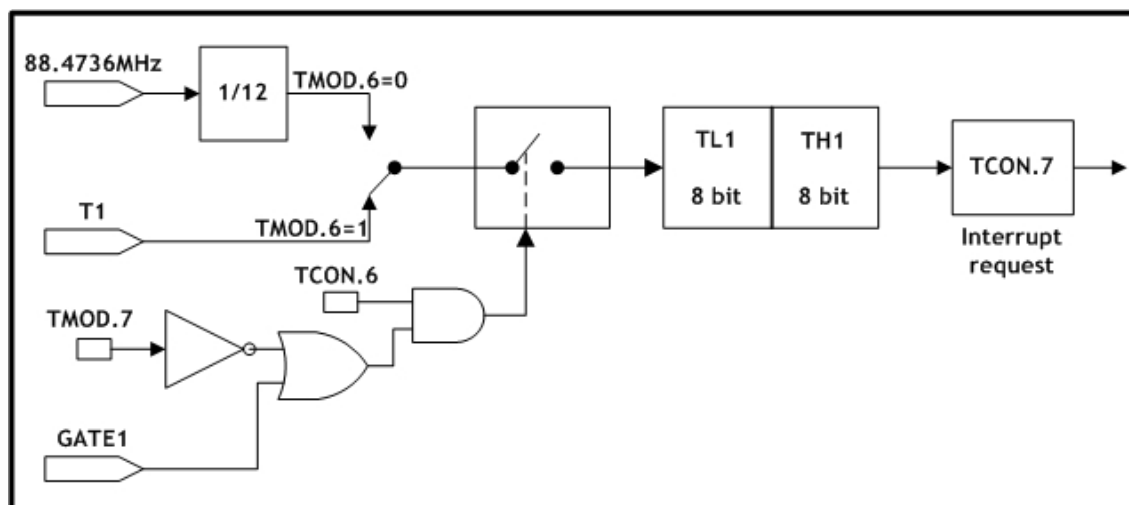 88.4736MHz
1/12
TMOD.6=0
T1
TMOD.6=1
TL1
8 bit
TH1
8 bit
TCON.7
Interrupt
request
TCON.6
TMOD.7
GATE1